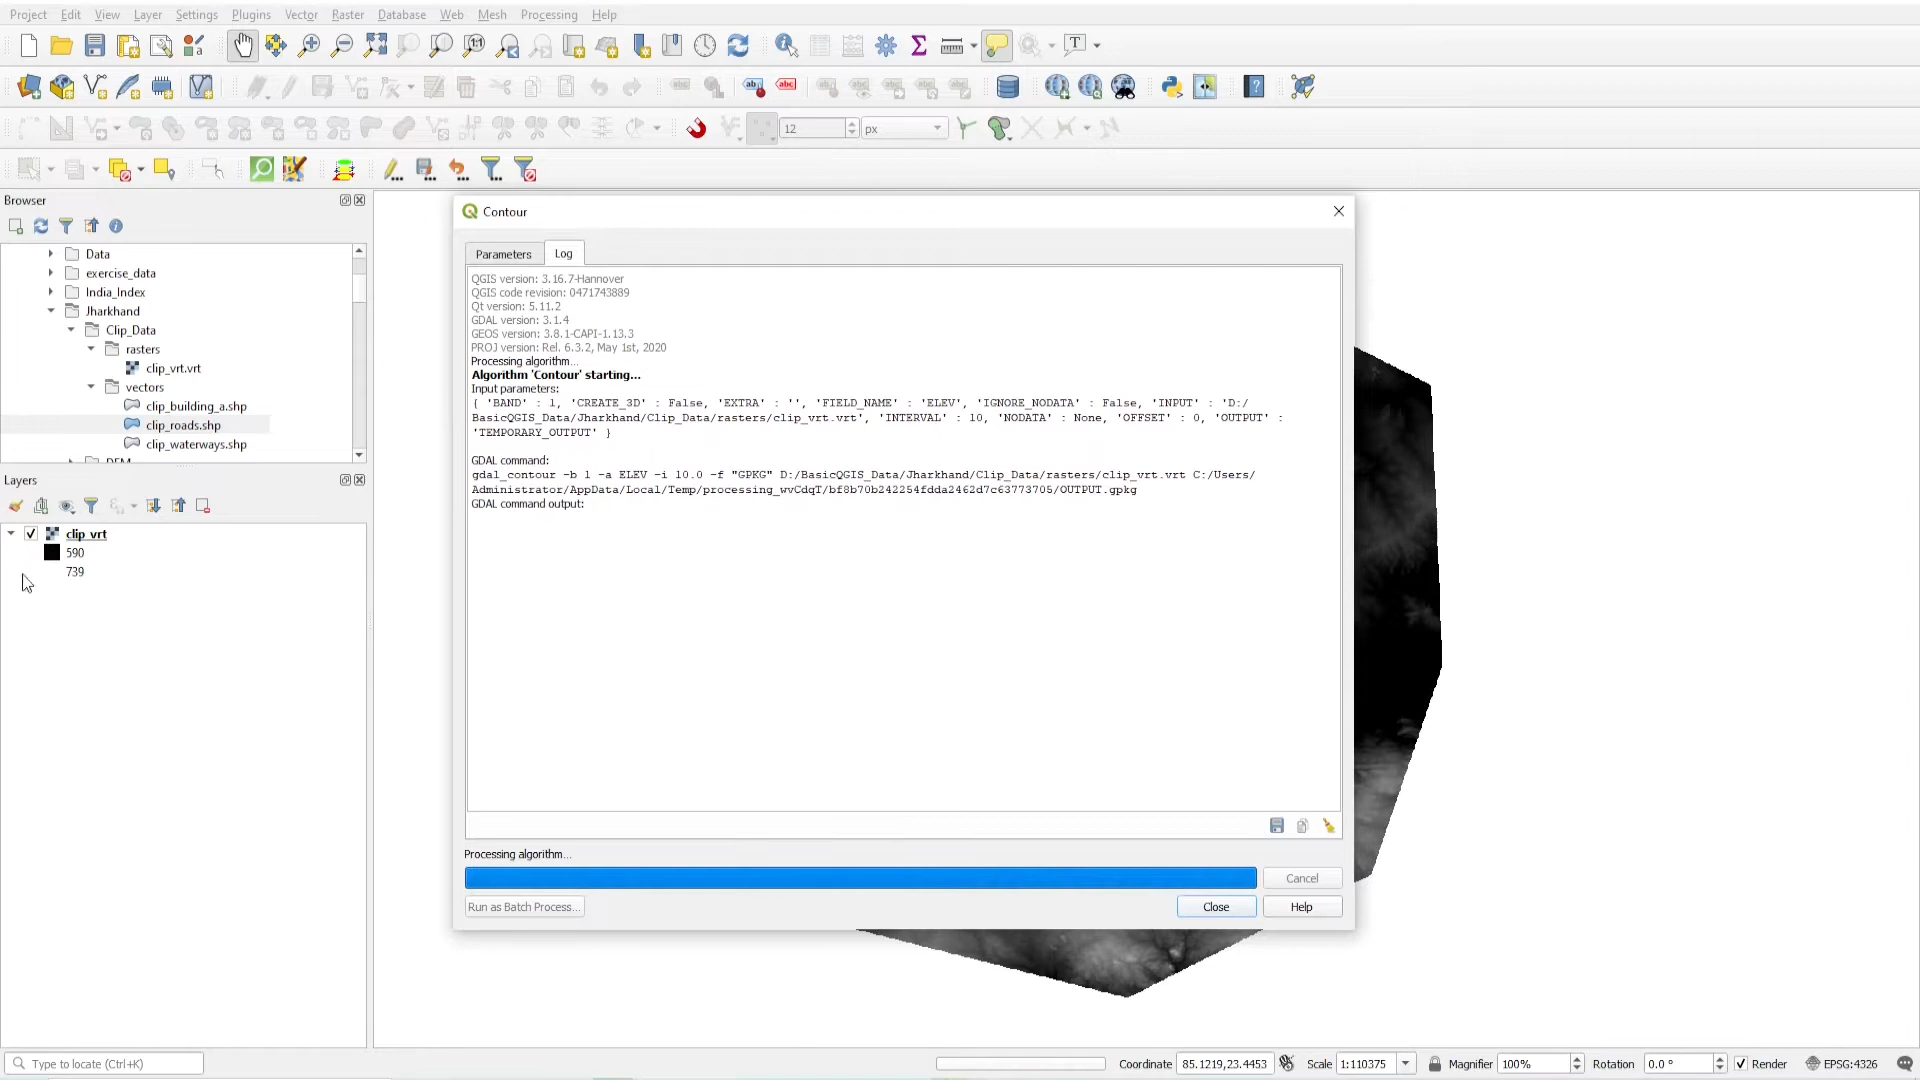 Project Edit View Layer Settings Plugins Vector Raster Database Web Mesh Processing Help
12 px
Browser
Data
exercise_data
India_Index
Jharkhand
Clip_Data
rasters
clip_vrt.vrt
vectors
clip_building_a.shp
clip_roads.shp
clip_waterways.shp
Layers
clip_vrt
590
739
Contour
Parameters Log
QGIS version: 3.16.7-Hannover
QGIS code revision: 0471743889
Qt version: 5.11.2
GDAL version: 3.1.4
GEOS version: 3.8.1-CAPI-1.13.3
PROJ version: Rel. 6.3.2, May 1st, 2020
Processing algorithm…
Algorithm 'Contour' starting…
Input parameters:
{ 'BAND' : 1, 'CREATE_3D' : False, 'EXTRA' : '', 'FIELD_NAME' : 'ELEV', 'IGNORE_NODATA' : False, 'INPUT' : 'D:/
BasicQGIS_Data/Jharkhand/Clip_Data/rasters/clip_vrt.vrt', 'INTERVAL' : 10, 'NODATA' : None, 'OFFSET' : 0, 'OUTPUT' :
'TEMPORARY_OUTPUT' }
GDAL command:
gdal_contour -b 1 -a ELEV -i 10.0 -f "GPKG" D:/BasicQGIS_Data/Jharkhand/Clip_Data/rasters/clip_vrt.vrt C:/Users/
Administrator/AppData/Local/Temp/processing_wvCdqT/bf8b70b242254fdda2462d7c63773705/OUTPUT.gpkg
GDAL command output:
Processing algorithm...
Cancel
Run as Batch Process… Close Help
Type to locate (Ctrl+K) Coordinate 85.1219,23.4453 Scale 1:110375 Magnifier 100% Rotation 0.0 ° Render EPSG:4326